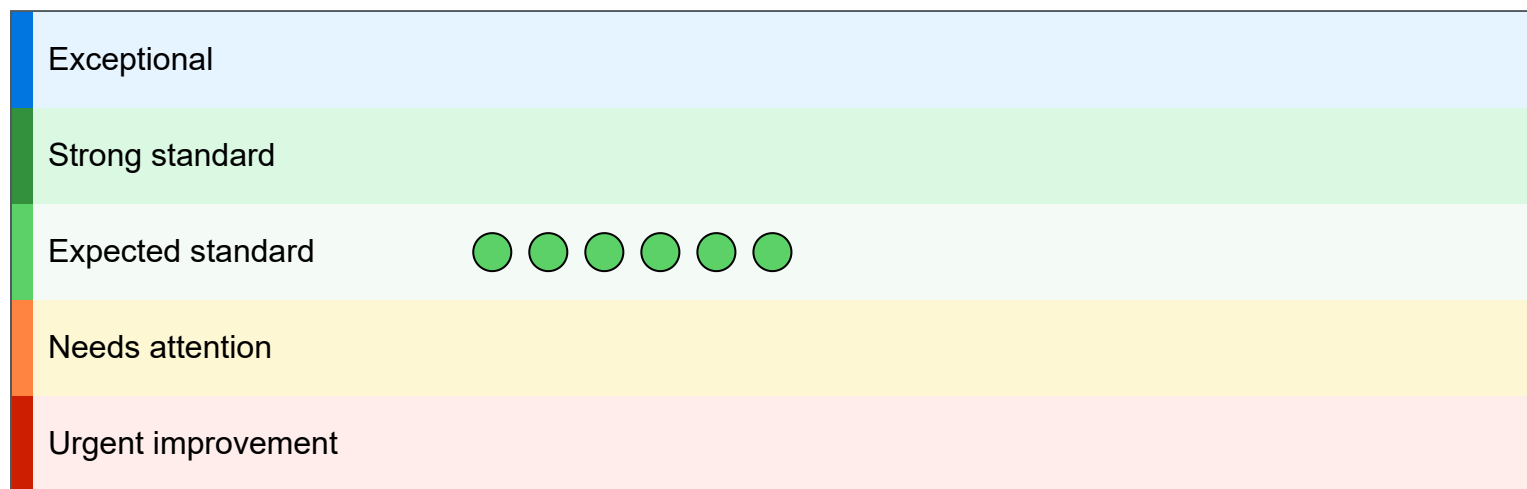 Exceptional
Strong standard
Expected standard
Needs attention
Urgent improvement